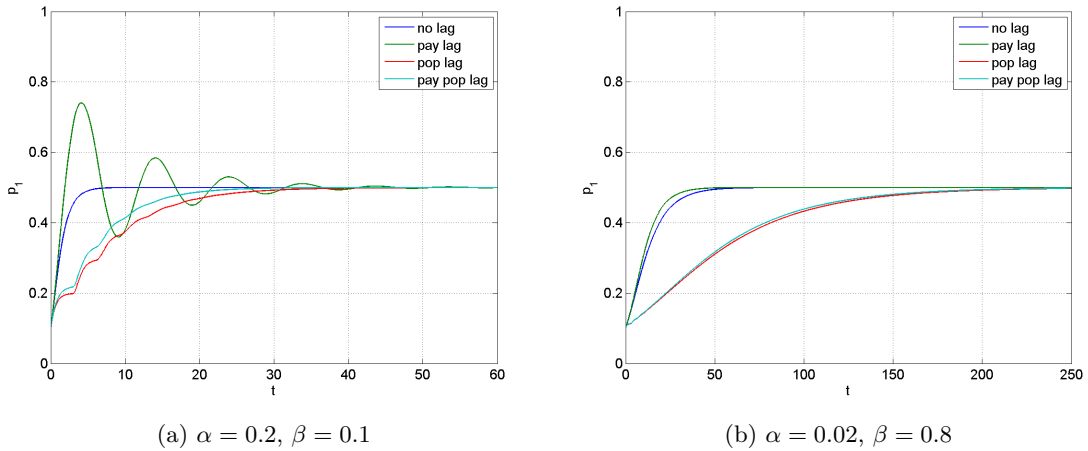 1
0.8
0.6
0.4
0.2
0
p1
0 10 20 30 40 50 60
t
no lag
pay lag
pop lag
pay pop lag
(a) α = 0.2, β = 0.1
1
0.8
0.6
0.4
0.2
0
p1
0 50 100 150 200 250
t
no lag
pay lag
pop lag
pay pop lag
(b) α = 0.02, β = 0.8